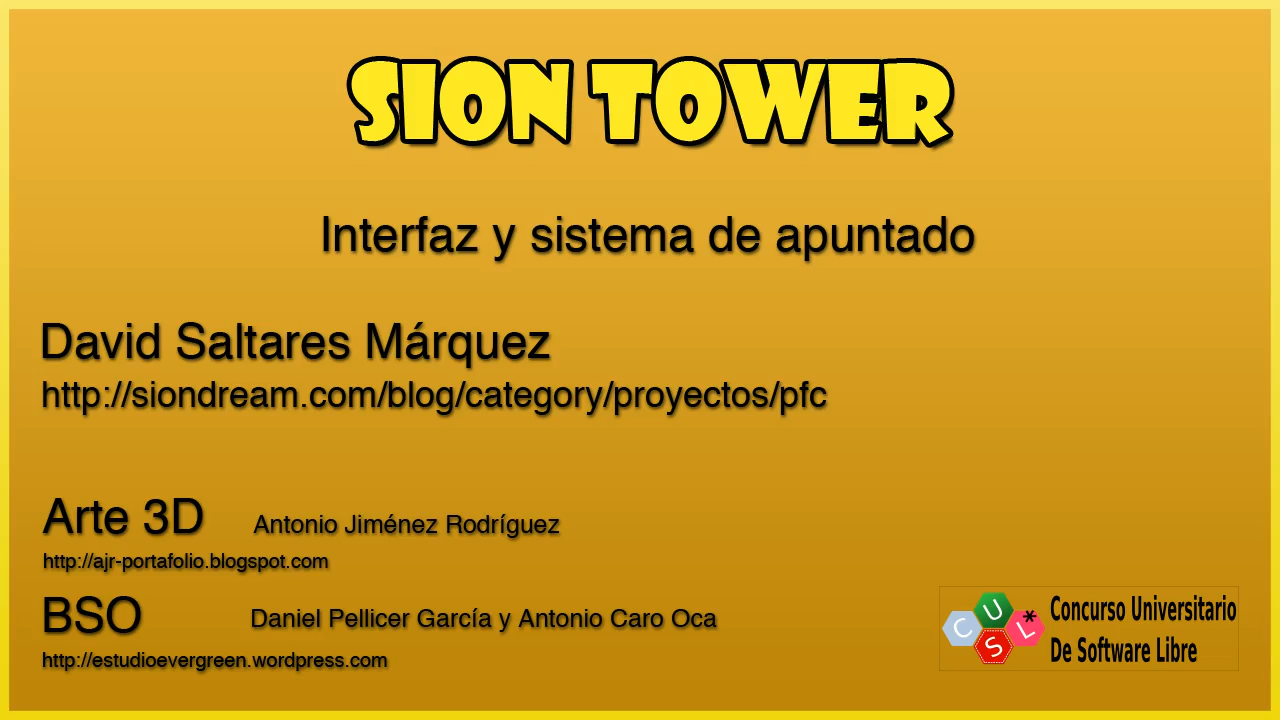 SION TOWER
Interfaz y sistema de apuntado
David Saltares Márquez
http://siondream.com/blog/category/proyectos/pfc
Arte 3D Antonio Jiménez Rodríguez
http://ajr-portafolio.blogspot.com
BSO Daniel Pellicer García y Antonio Caro Oca
http://estudioevergreen.wordpress.com
C U S L* Concurso Universitario
De Software Libre